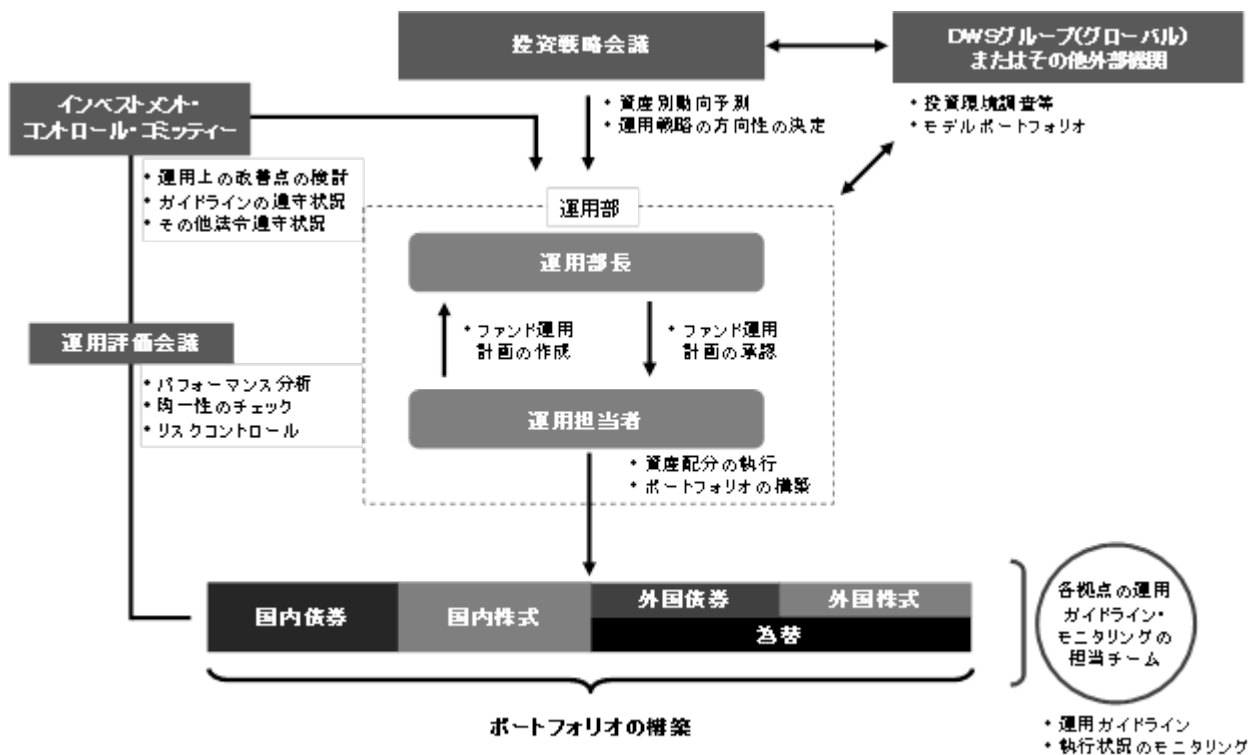 投資戦略会議
DWSグループ(グローバル)
またはその他外部機関
インベストメント・
コントロール・コミッティー
• 資産別動向予測
• 運用戦略の方向性の決定
• 投資環境調査等
• モデルポートフォリオ
• 運用上の改善点の検討
• ガイドラインの遵守状況
• その他法令遵守状況
運用部
運用部長
• ファンド運用
計画の作成
• ファンド運用
計画の承認
運用評価会議
• パフォーマンス分析
• 均一性のチェック
• リスクコントロール
運用担当者
• 資産配分の執行
• ポートフォリオの構築
国内債券
国内株式
外国債券
外国株式
為替
各拠点の運用
ガイドライン・
モニタリングの
担当チーム
ポートフォリオの構築
• 運用ガイドライン
• 執行状況のモニタリング